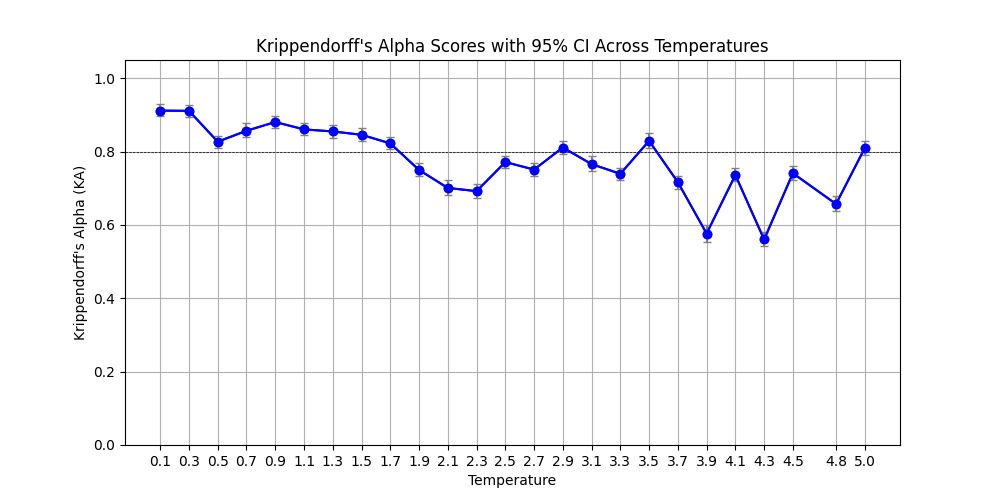 Krippendorff's Alpha Scores with 95% CI Across Temperatures
Krippendorff's Alpha (KA)
1.0
0.8
0.6
0.4
0.2
0.0
0.1 0.3 0.5 0.7 0.9 1.1 1.3 1.5 1.7 1.9 2.1 2.3 2.5 2.7 2.9 3.1 3.3 3.5 3.7 3.9 4.1 4.3 4.5 4.8 5.0
Temperature